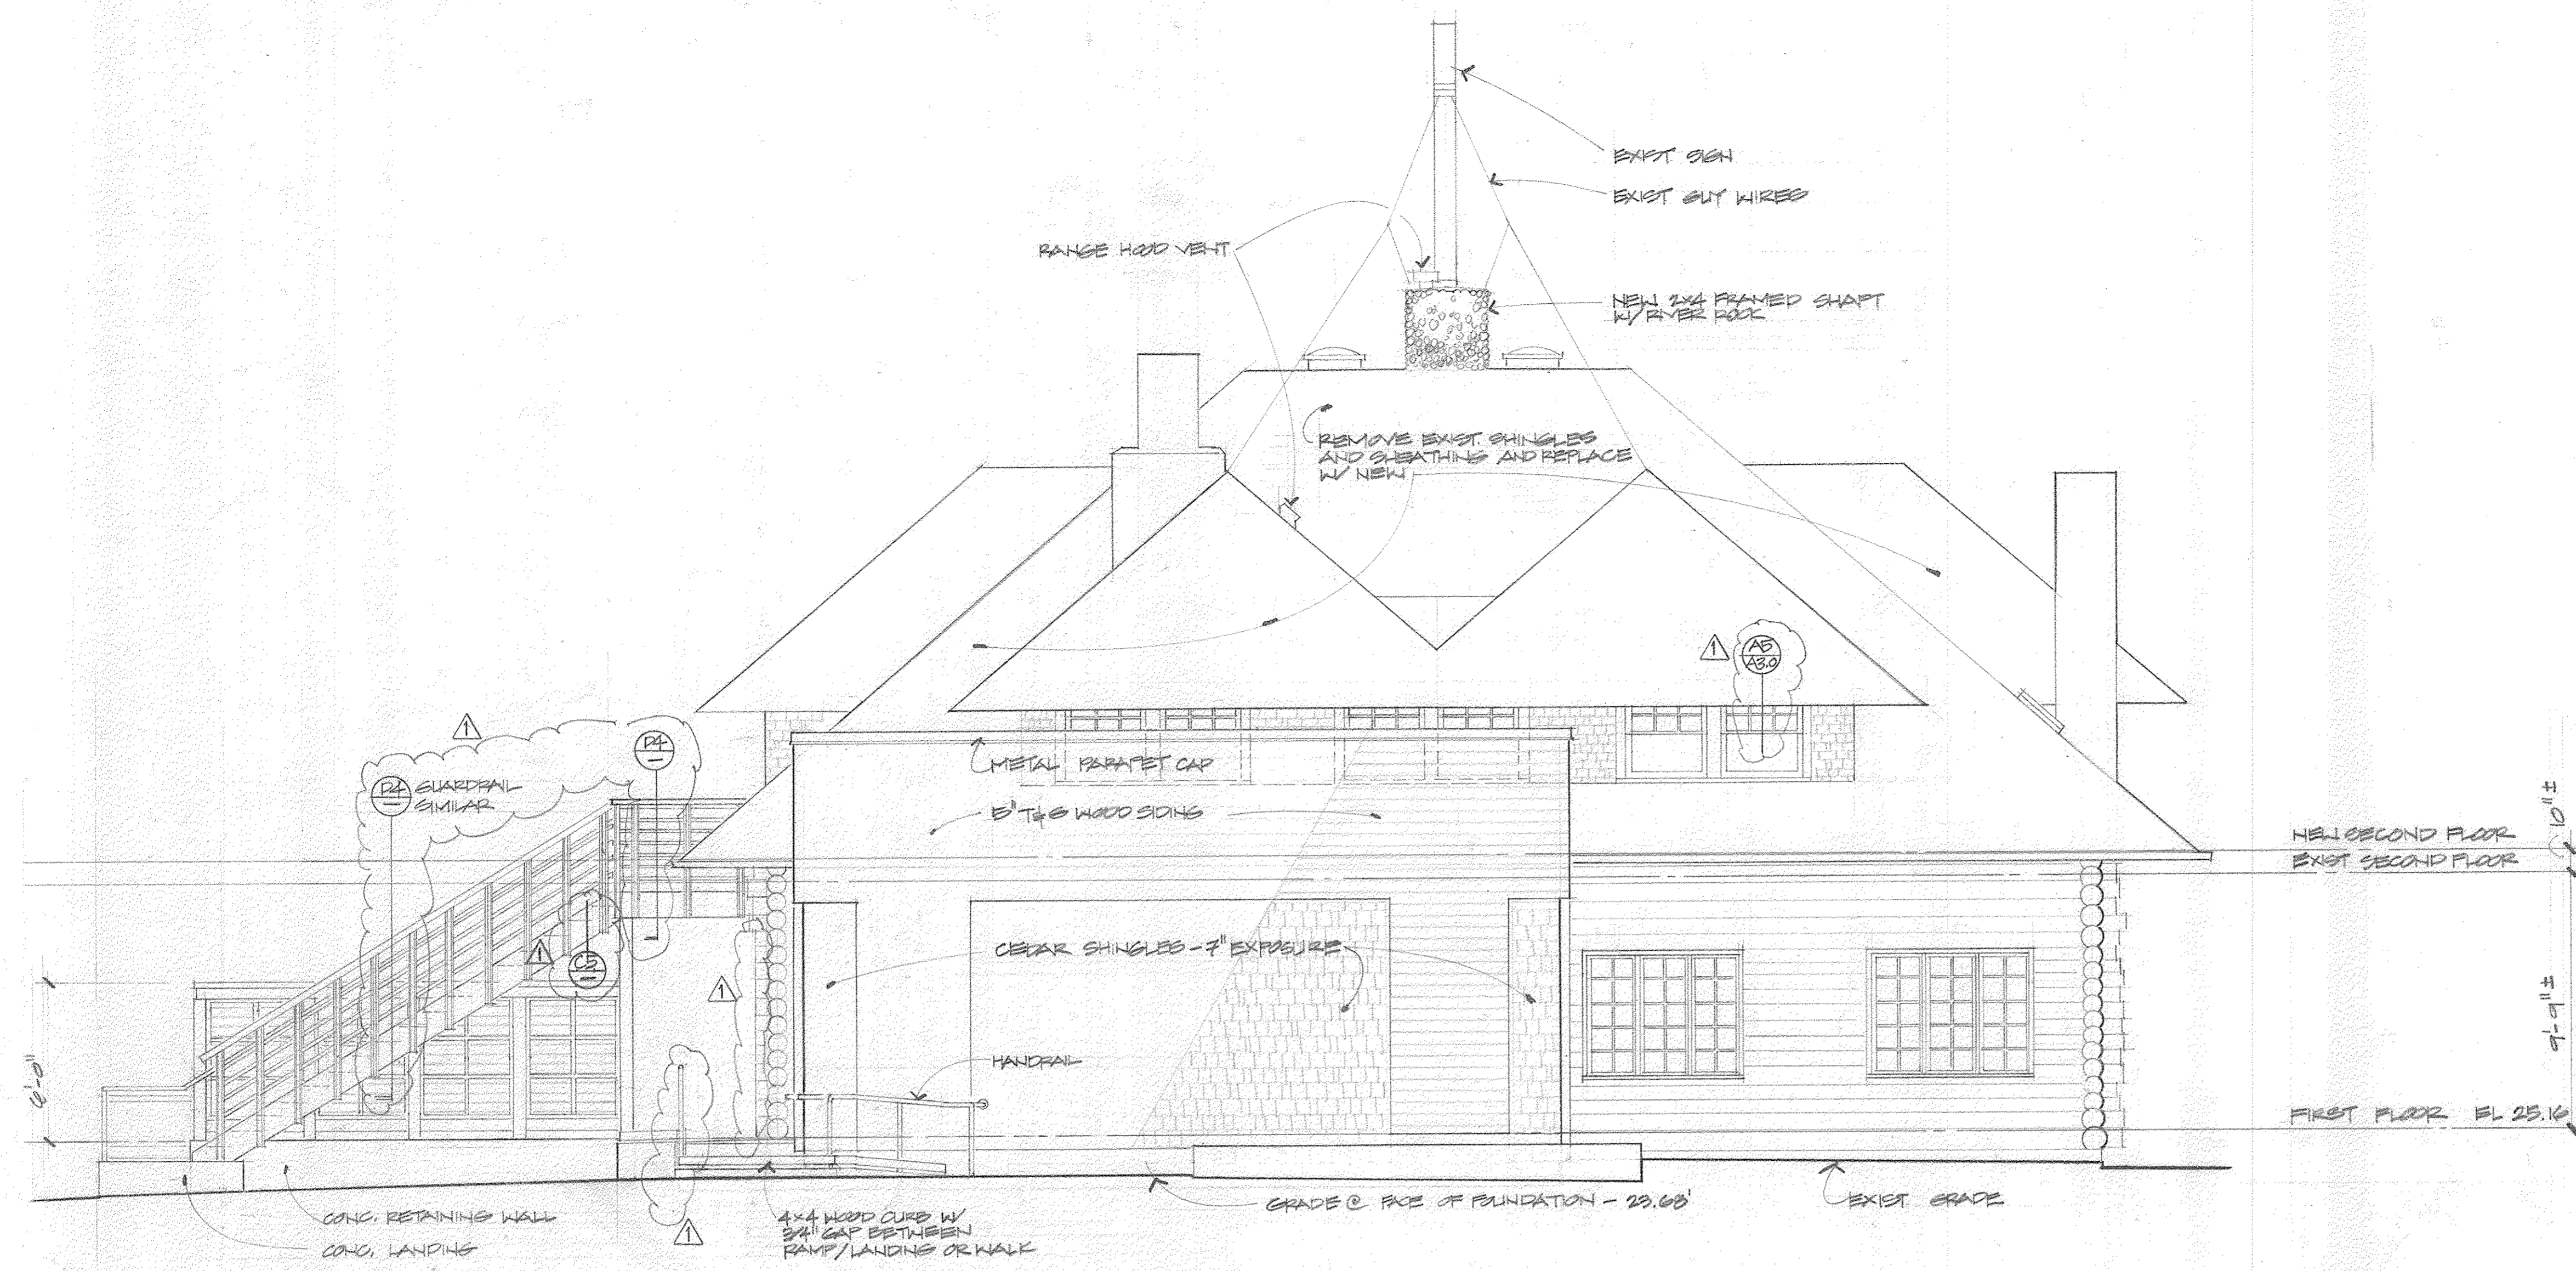 EXIST SIGN
EXIST GUY WIRES
RANGE HOOD VENT
NEW 2x4 FRAMED SHAFT
W/ RIVER ROCK
REMOVE EXIST. SHINGLES
AND SHEATHING AND REPLACE
W/ NEW
1
A5
A3.0
1
D4
D4
GUARDRAIL
SIMILAR
METAL PARAPET CAP
5" T&G WOOD SIDING
10"±
NEW SECOND FLOOR
EXIST SECOND FLOOR
CEDAR SHINGLES - 7" EXPOSURE
1
C5
1
9'-9"±
HANDRAIL
6'-0"
FIRST FLOOR EL 25.16
GRADE @ FACE OF FOUNDATION - 23.68'
EXIST GRADE
CONC. RETAINING WALL
CONC. LANDING
1
4x4 WOOD CURB W/
3/4" GAP BETWEEN
RAMP/LANDING OR WALK